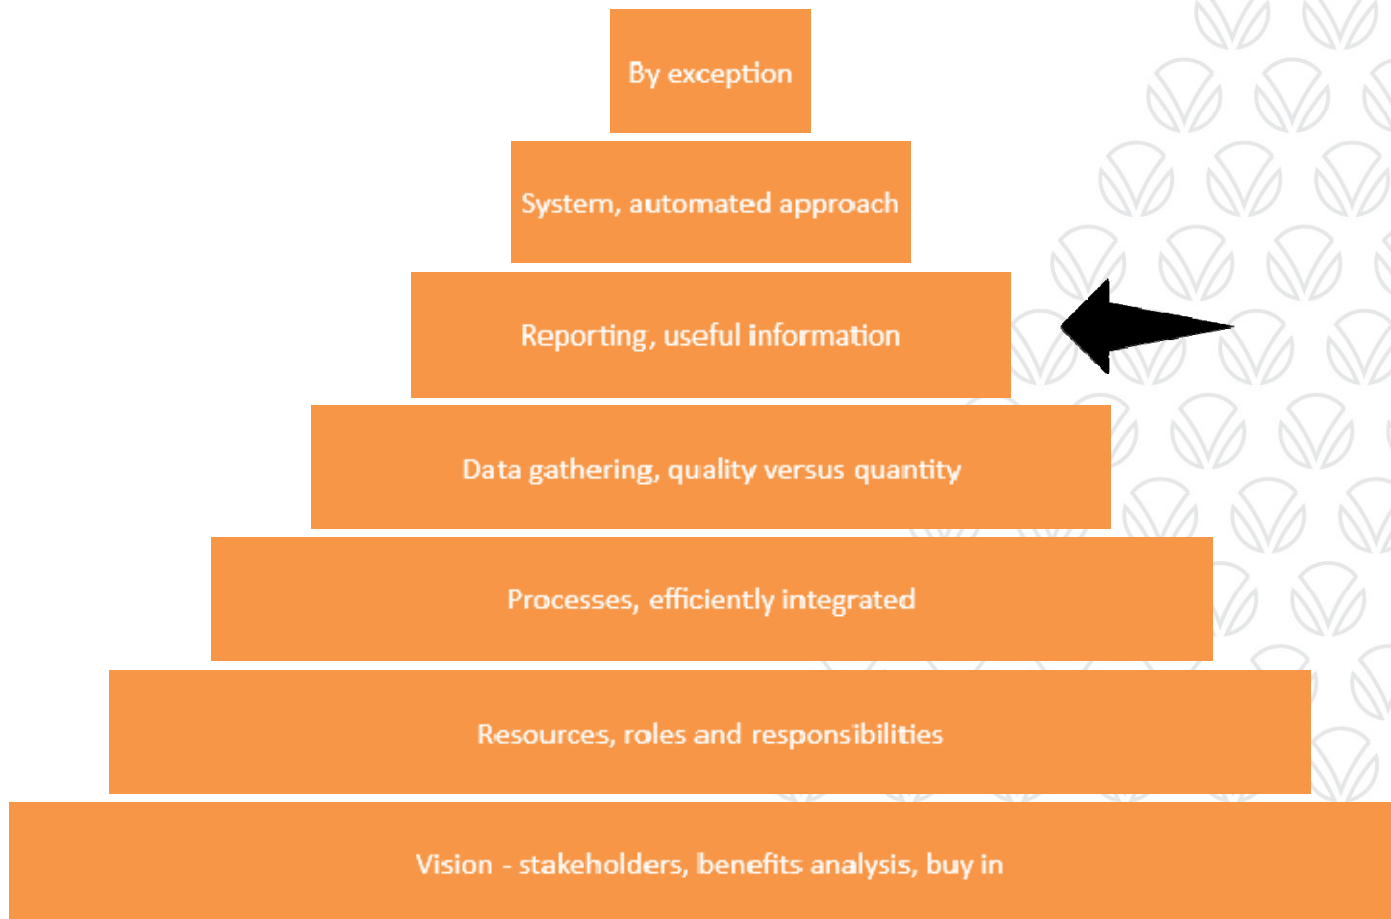 By exception
System, automated approach
Reporting, useful information
Data gathering, quality versus quantity
Processes, efficiently integrated
Resources, roles and responsibilities
Vision - stakeholders, benefits analysis, buy in